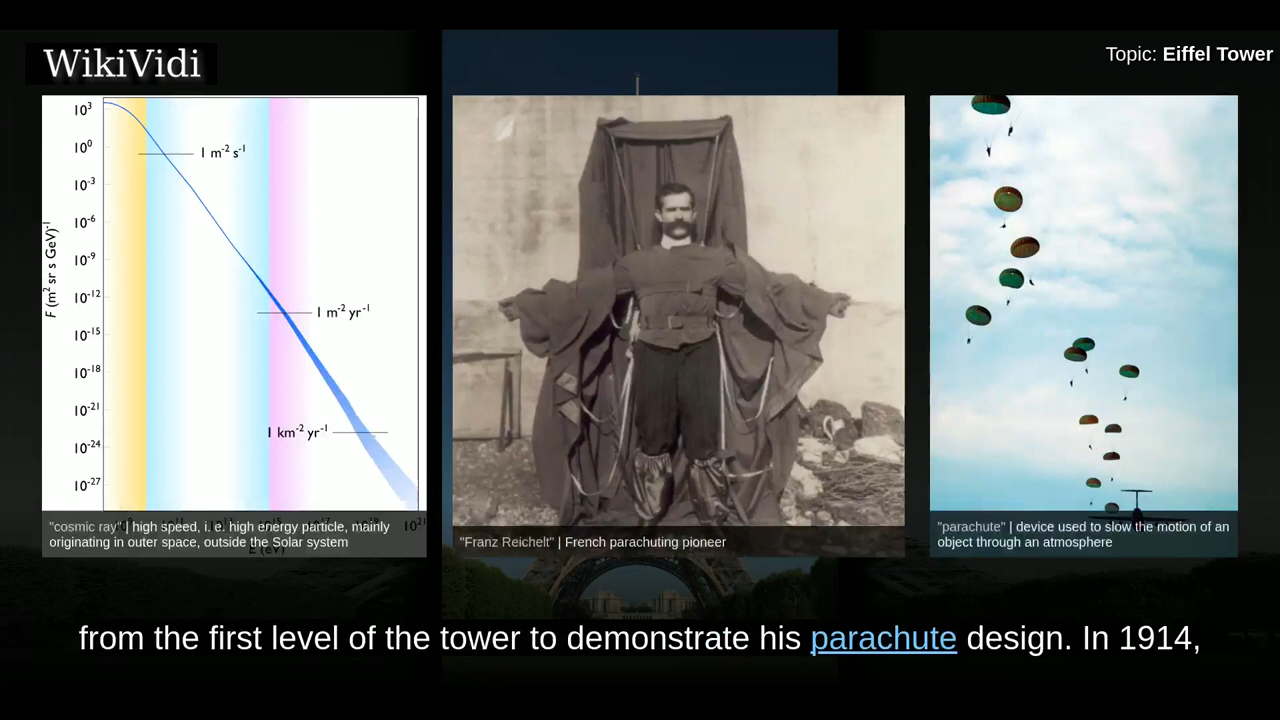 WikiVidi
Topic: Eiffel Tower
10³
10⁰
10⁻³
10⁻⁶
10⁻⁹
10⁻¹²
10⁻¹⁵
10⁻¹⁸
10⁻²¹
10⁻²⁴
10⁻²⁷
F (m² sr s GeV)⁻¹
1 m⁻² s⁻¹
1 m⁻² yr⁻¹
1 km⁻² yr⁻¹
10²¹
E (eV)
"cosmic ray" | high speed, i.e. high energy particle, mainly
originating in outer space, outside the Solar system
"Franz Reichelt" | French parachuting pioneer
"parachute" | device used to slow the motion of an
object through an atmosphere
from the first level of the tower to demonstrate his parachute design. In 1914,